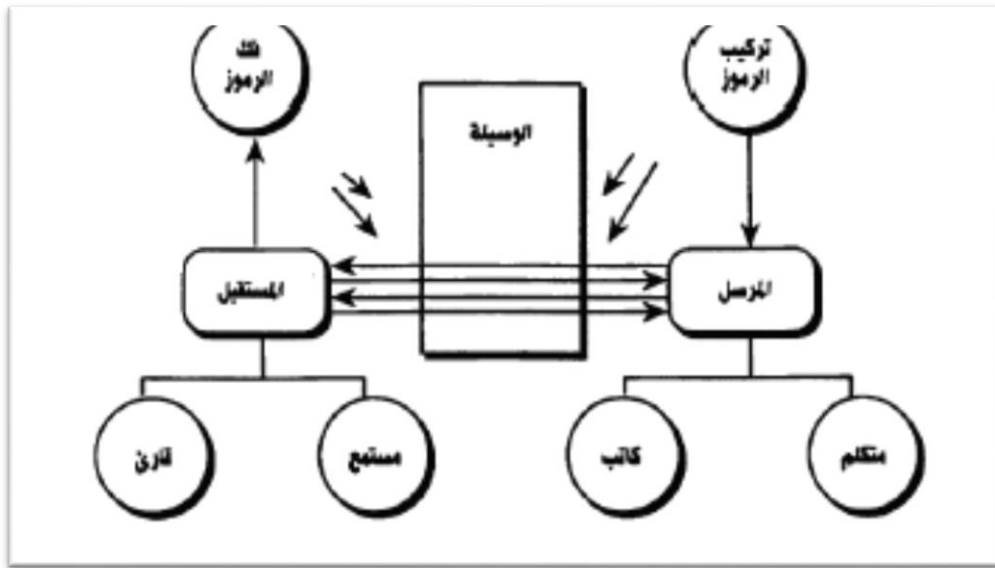 تركيب
الرموز
فك
الرموز
الوسيلة
المرسل
المستقبل
متكلم
كاتب
مستمع
قارئ